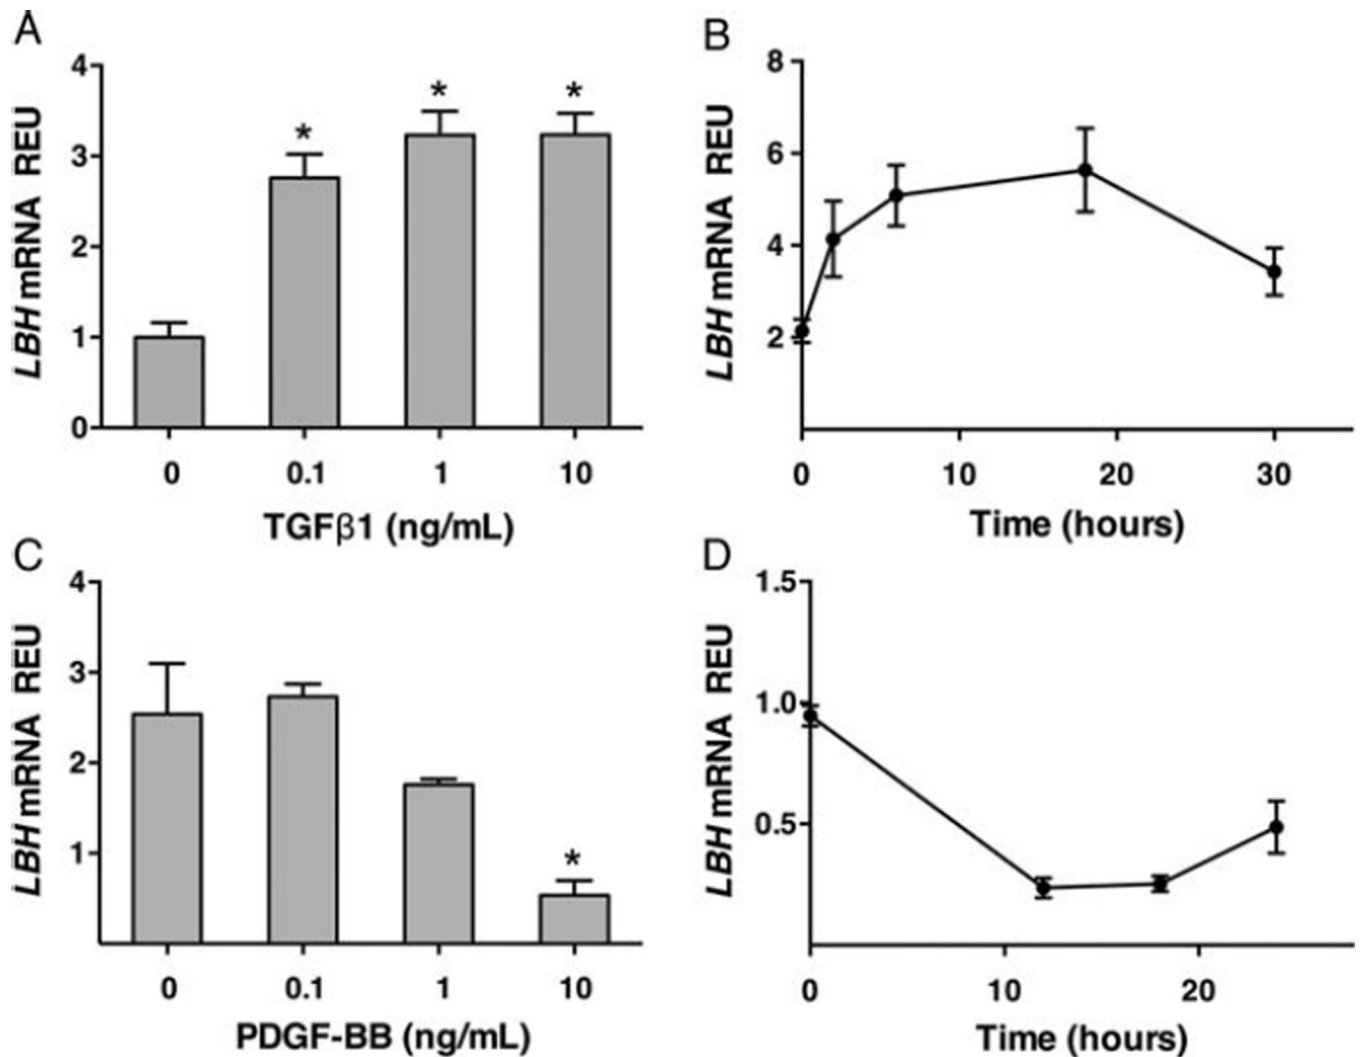 A
LBH mRNA REU
4
3
2
1
0
*
*
*
0 0.1 1 10
TGFβ1 (ng/mL)
B
LBH mRNA REU
8
6
4
2
0 10 20 30
Time (hours)
C
LBH mRNA REU
4
3
2
1
*
0 0.1 1 10
PDGF-BB (ng/mL)
D
LBH mRNA REU
1.5
1.0
0.5
0 10 20
Time (hours)